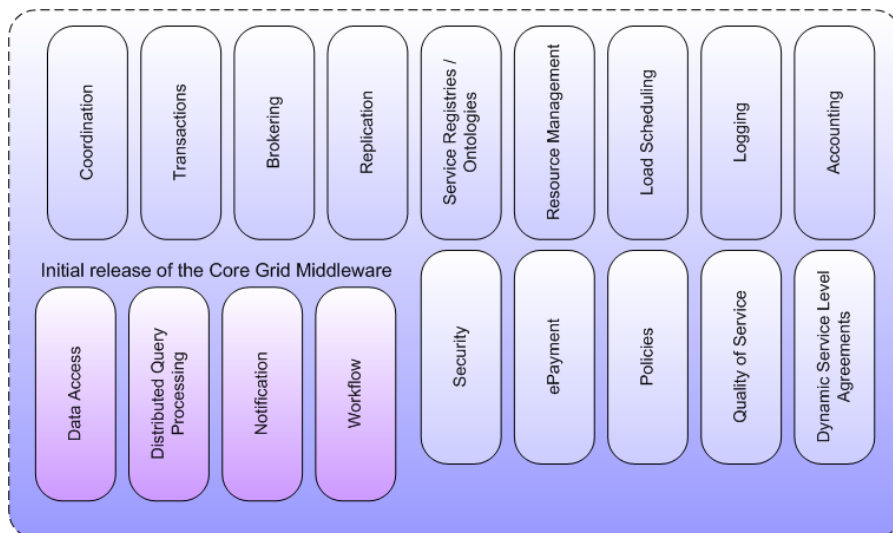 Coordination
Transactions
Brokering
Replication
Service Registries /
Ontologies
Resource Management
Load Scheduling
Logging
Accounting
Initial release of the Core Grid Middleware
Data Access
Distributed Query
Processing
Notification
Workflow
Security
ePayment
Policies
Quality of Service
Dynamic Service Level
Agreements